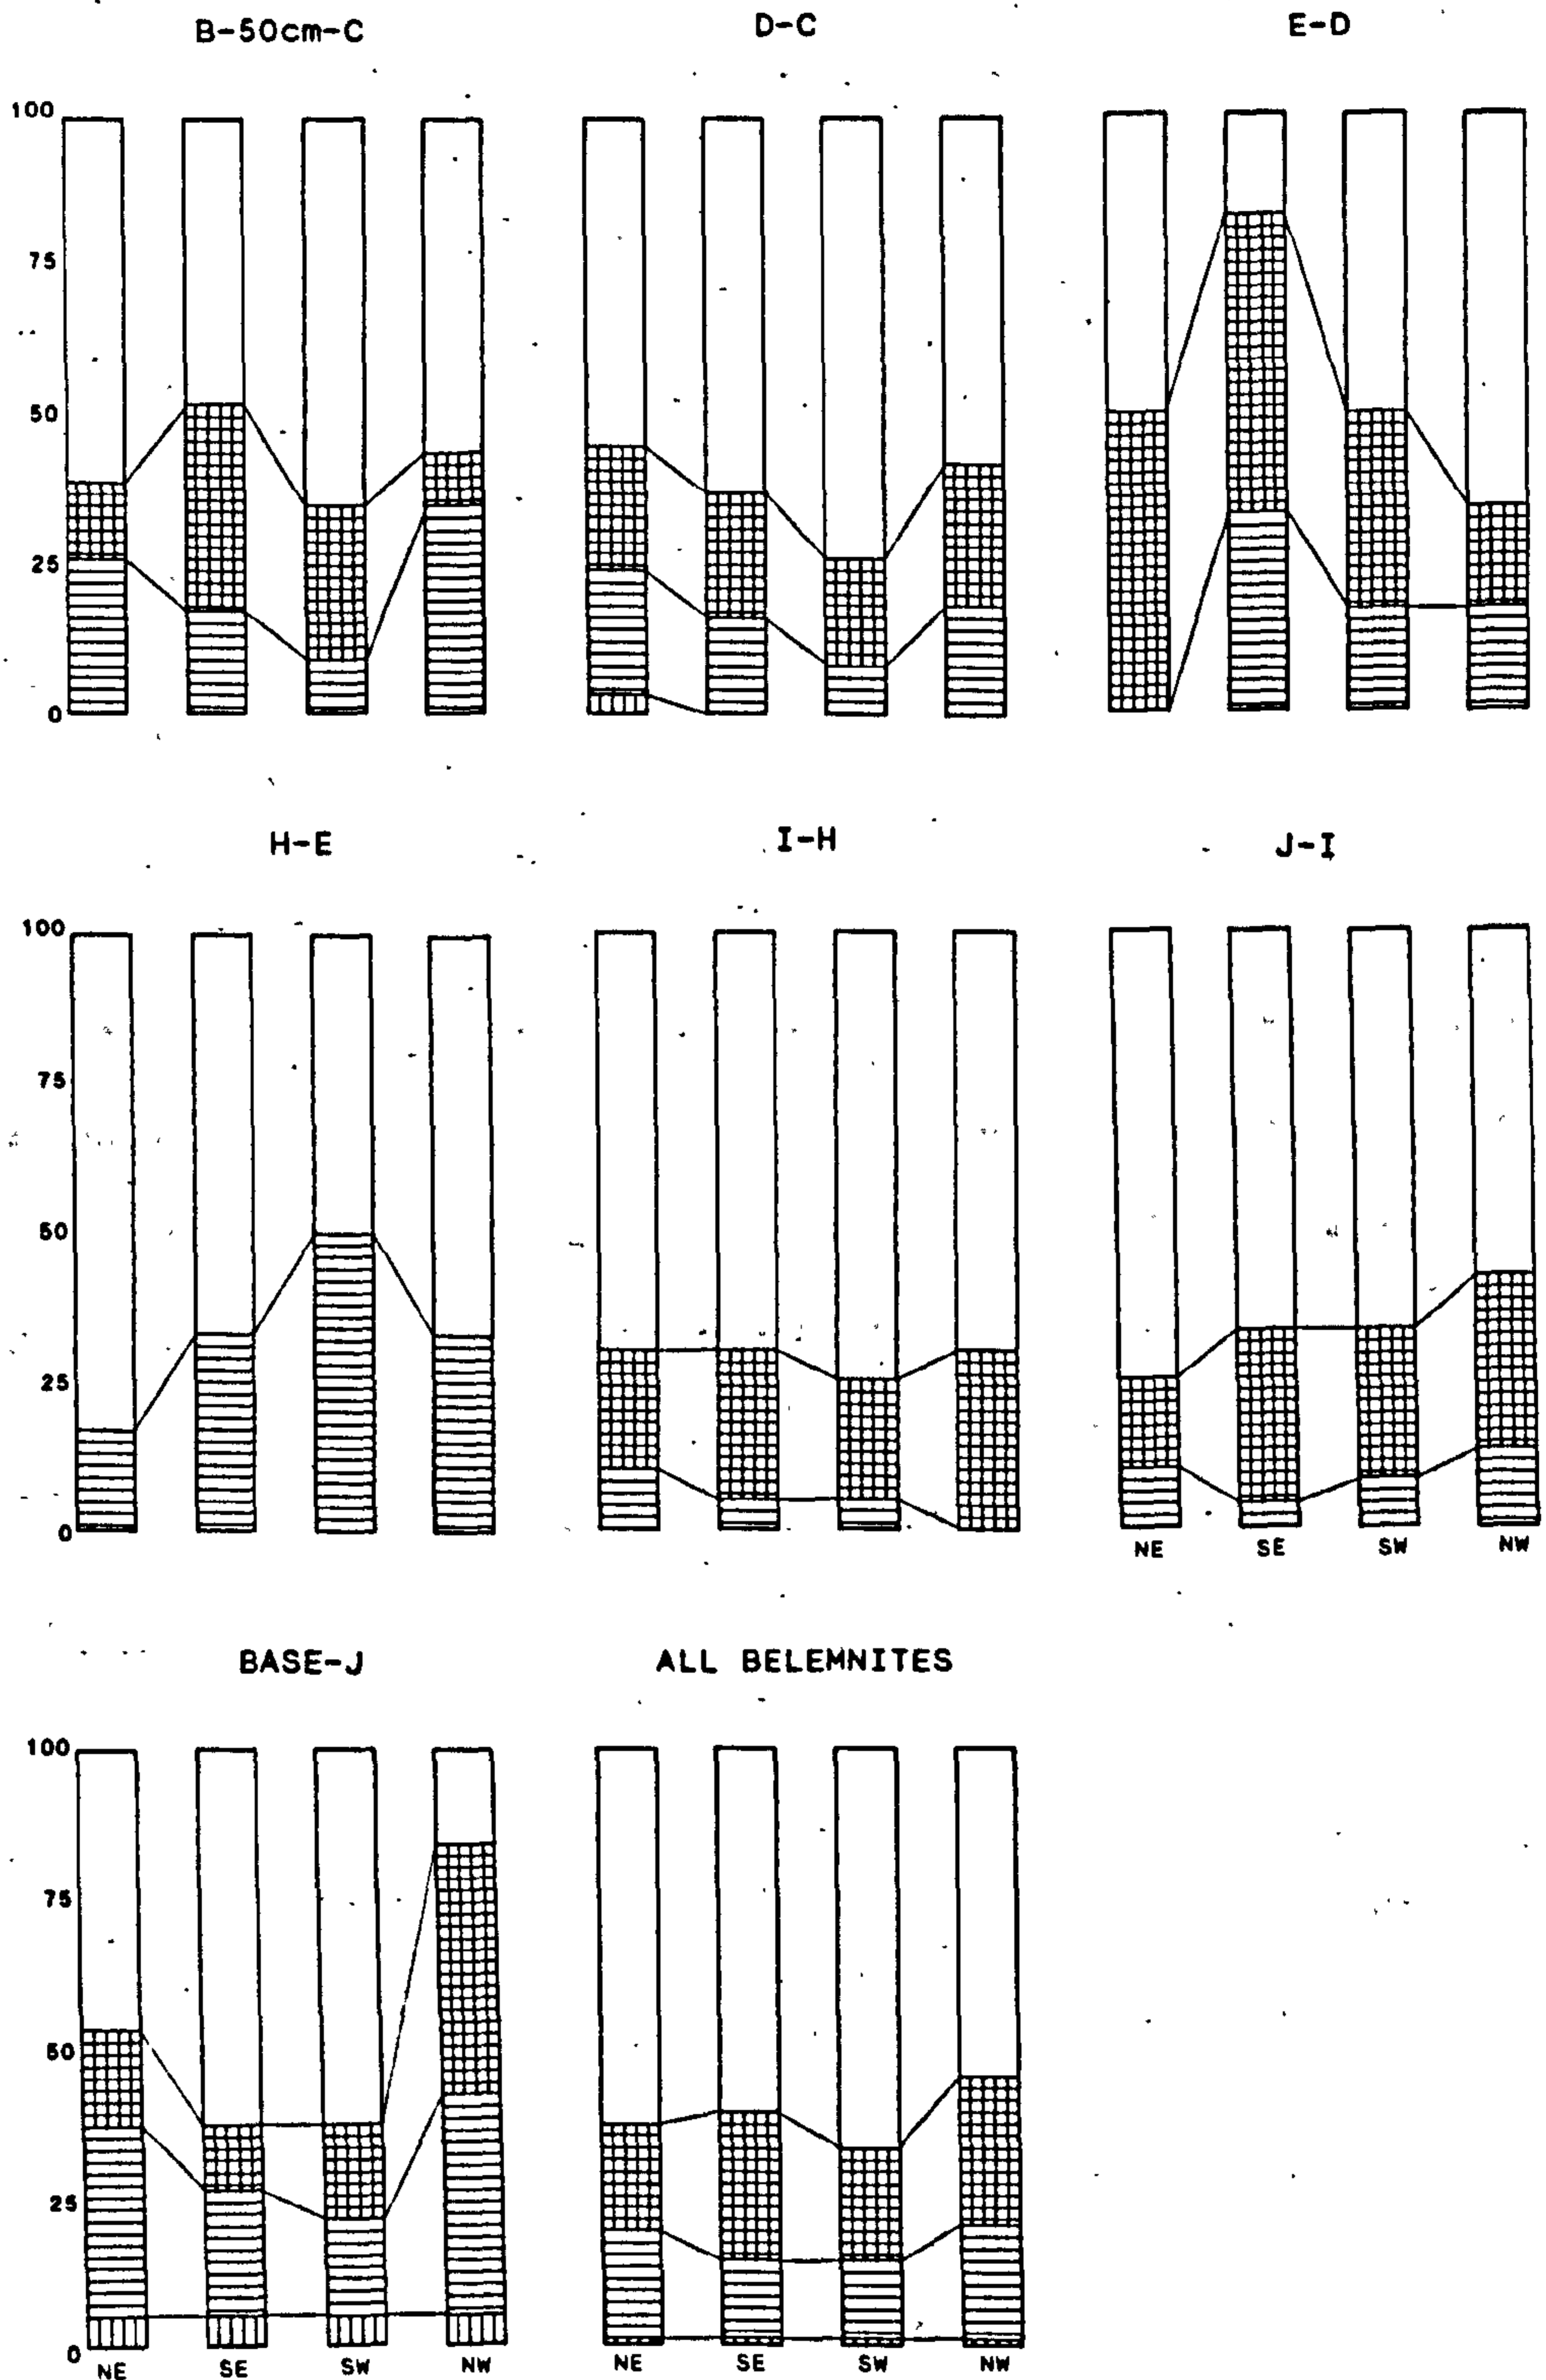 B-50cm-C
D-C
E-D
100
75
50
25
0
H-E
I-H
J-I
100
75
50
25
0
NE SE SW NW
BASE-J
ALL BELEMNITES
100
75
50
25
0
NE SE SW NW
NE SE SW NW